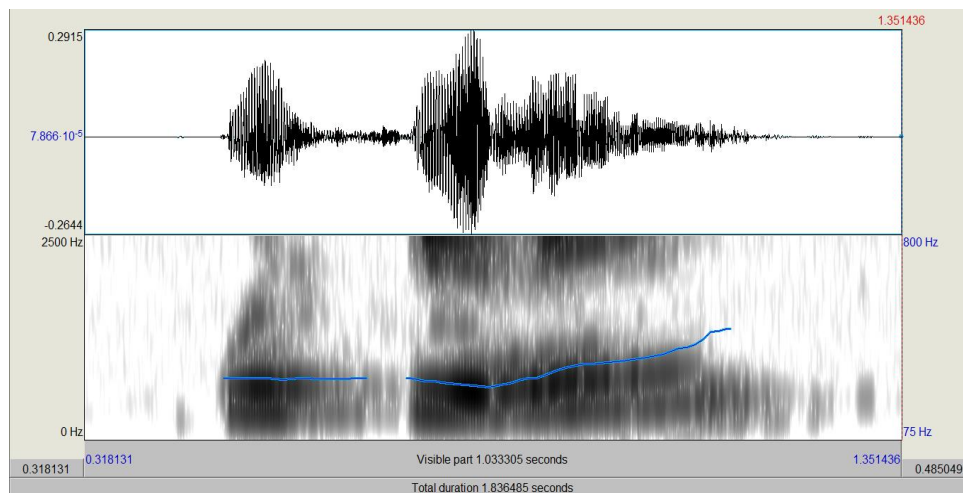 1.351436
0.2915
7.866·10-5
-0.2644
2500 Hz
800 Hz
0 Hz
75 Hz
0.318131
0.318131
Visible part 1.033305 seconds
1.351436
0.485049
Total duration 1.836485 seconds